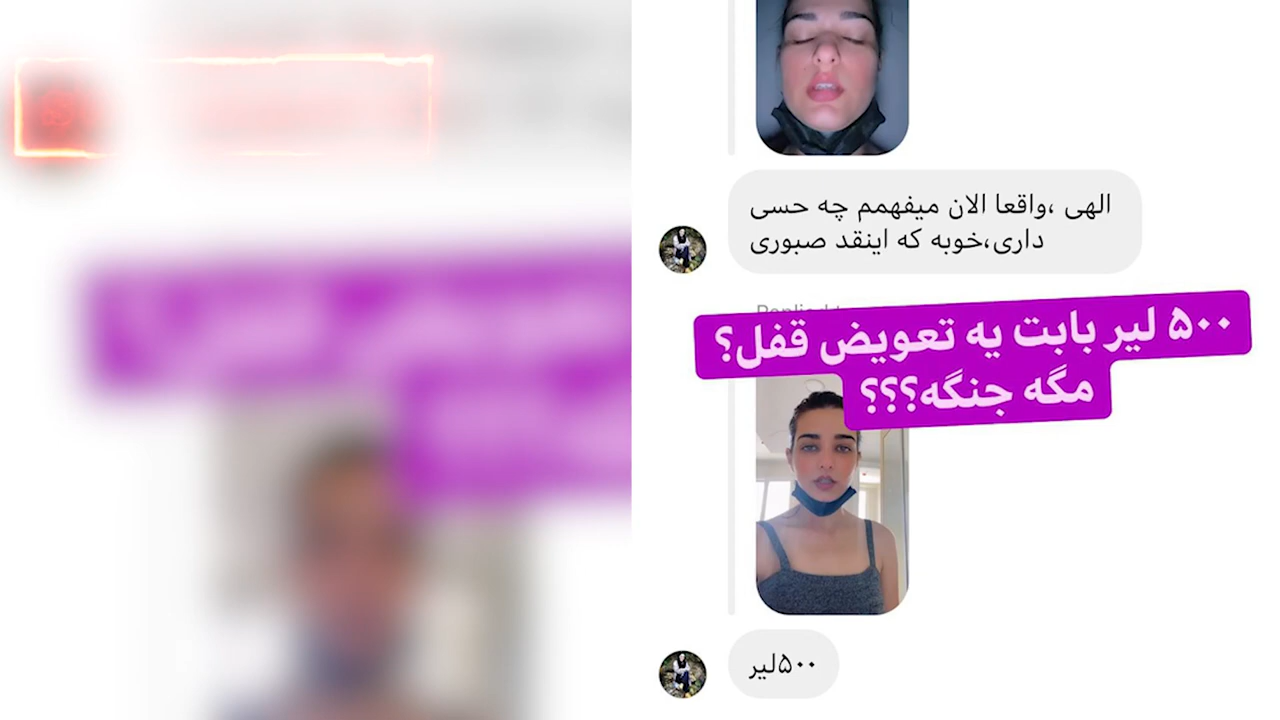 الهی ،واقعا الان میفهمم چه حسی
داری،خوبه که اینقد صبوری
۵۰۰ لیر بابت یه تعویض قفل؟
مگه جنگه؟؟؟
۵۰۰لیر